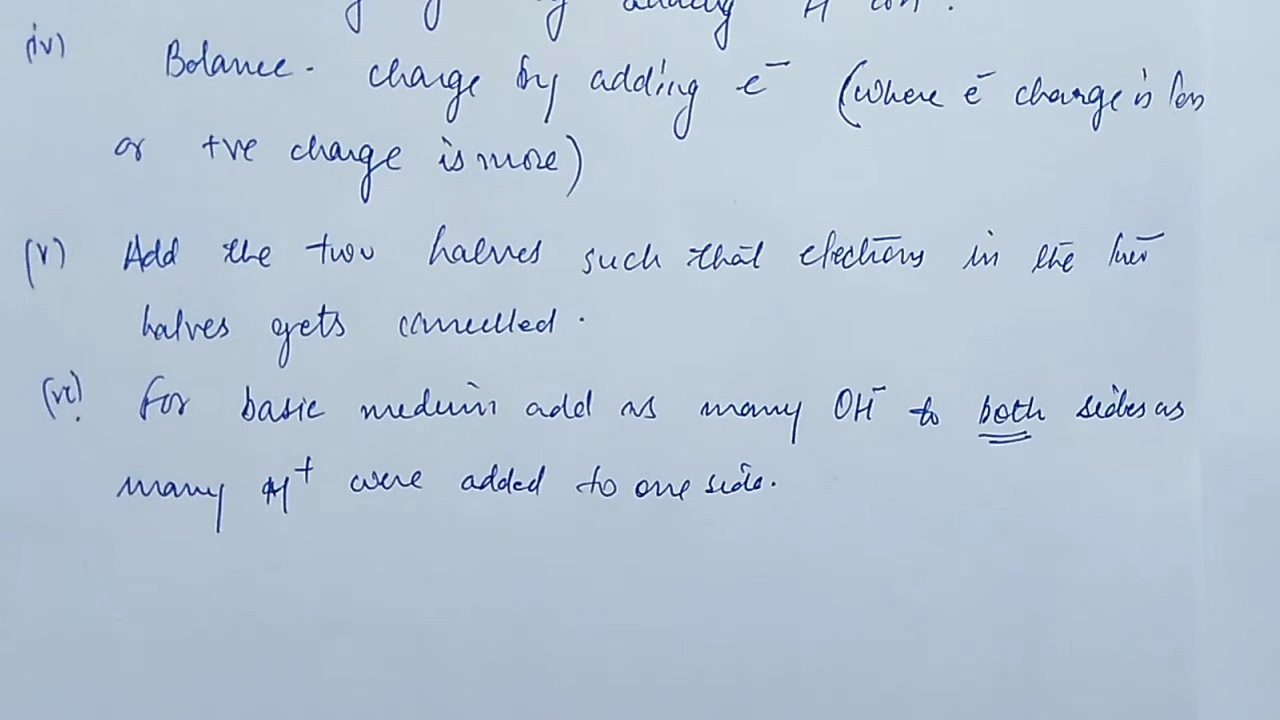 adding H ion.
(iv) Balance. charge by adding e⁻ (where e⁻ charge is less
or +ve charge is more)
(v) Add the two halves such that electrons in the two
halves gets cancelled.
(vi) For basic medium add as many OH⁻ to both sides as
many H⁺ were added to one side.